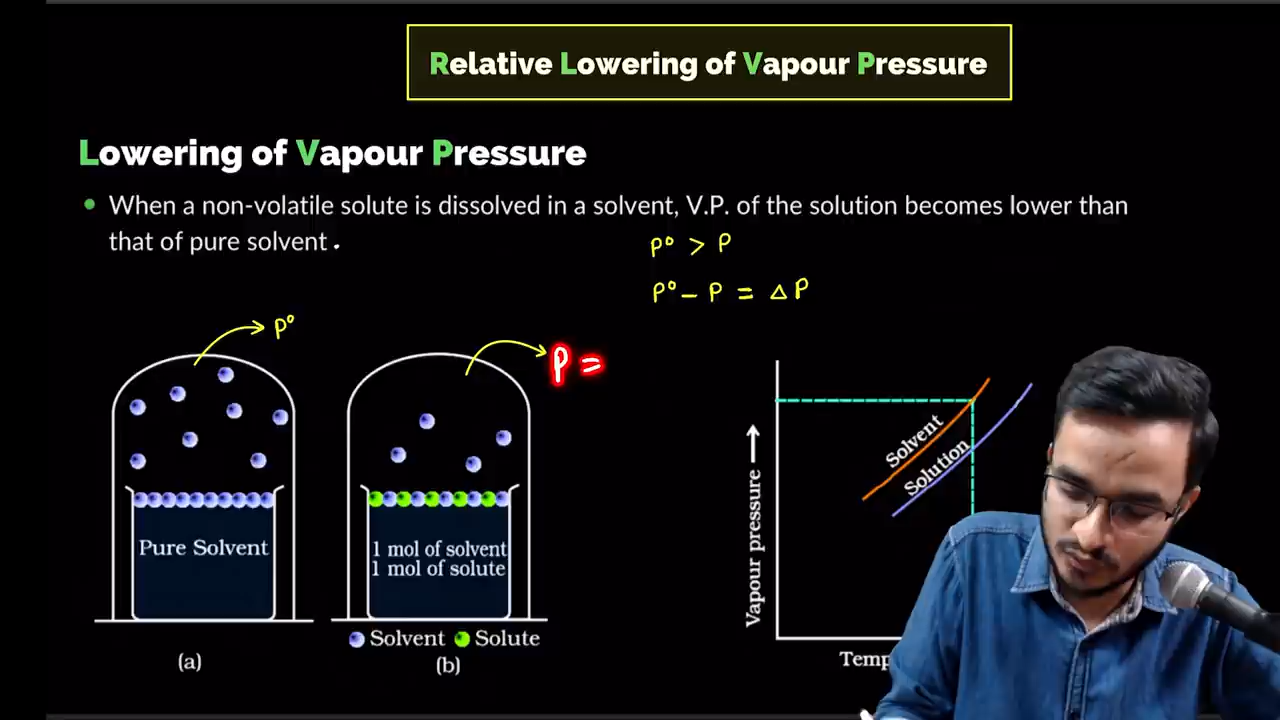 Relative Lowering of Vapour Pressure
Lowering of Vapour Pressure
• When a non-volatile solute is dissolved in a solvent, V.P. of the solution becomes lower than
that of pure solvent.
P° > P
P° - P = Δ P
P°
P =
Pure Solvent
1 mol of solvent
1 mol of solute
Solvent Solute
(a)
(b)
Vapour pressure
Solvent
Solution
Temp